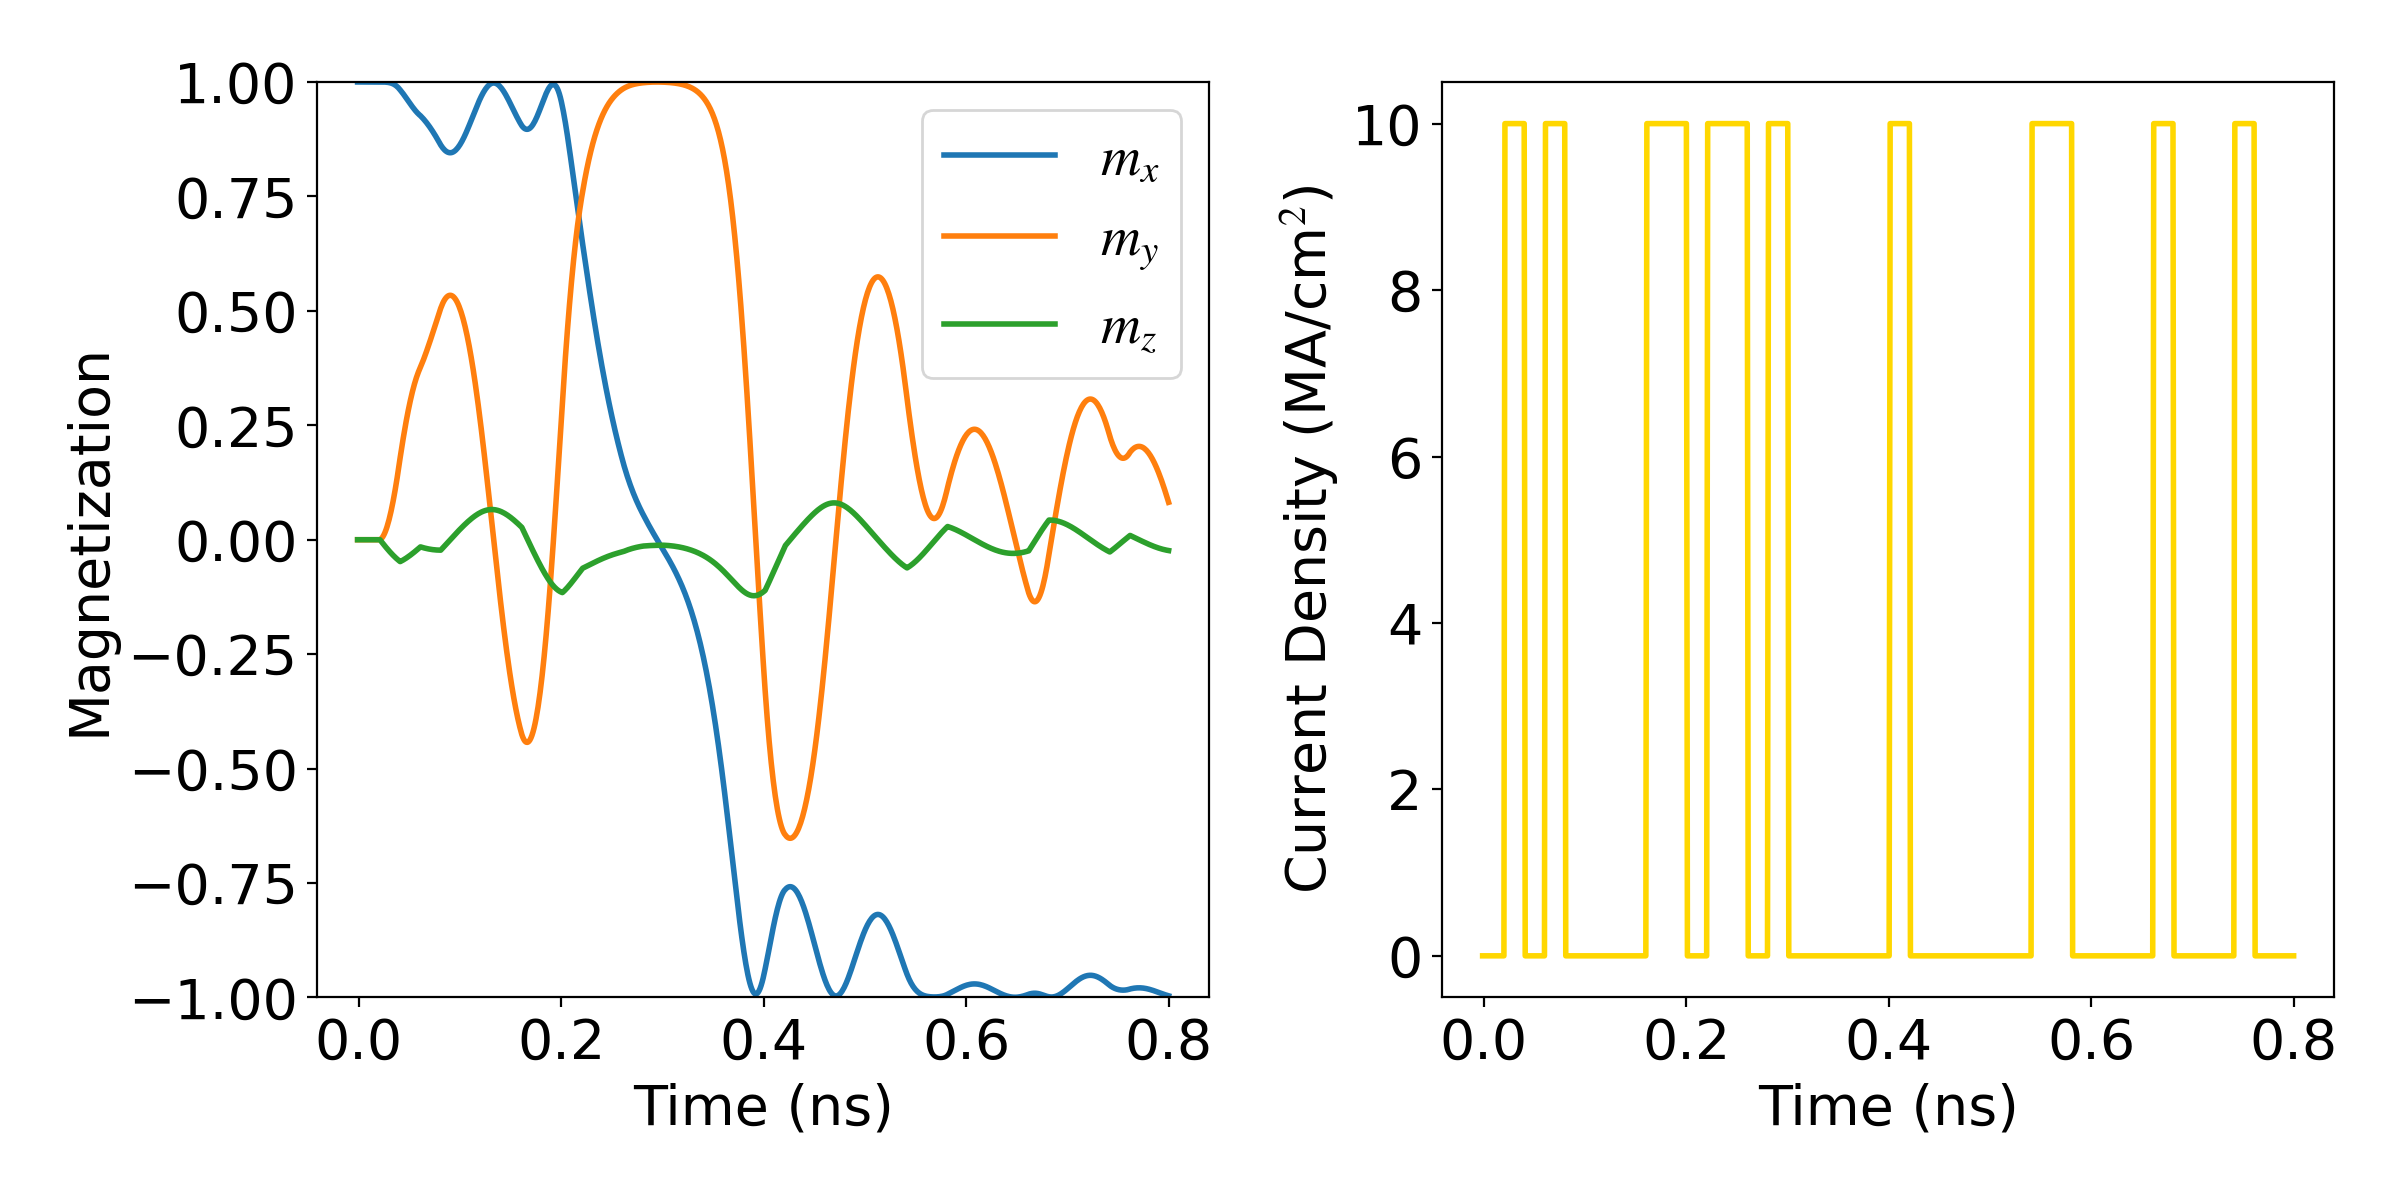 1.00
0.75
0.50
0.25
0.00
−0.25
−0.50
−0.75
−1.00
Magnetization
0.0 0.2 0.4 0.6 0.8
Time (ns)
m_x
m_y
m_z
10
8
6
4
2
0
Current Density (MA/cm²)
0.0 0.2 0.4 0.6 0.8
Time (ns)